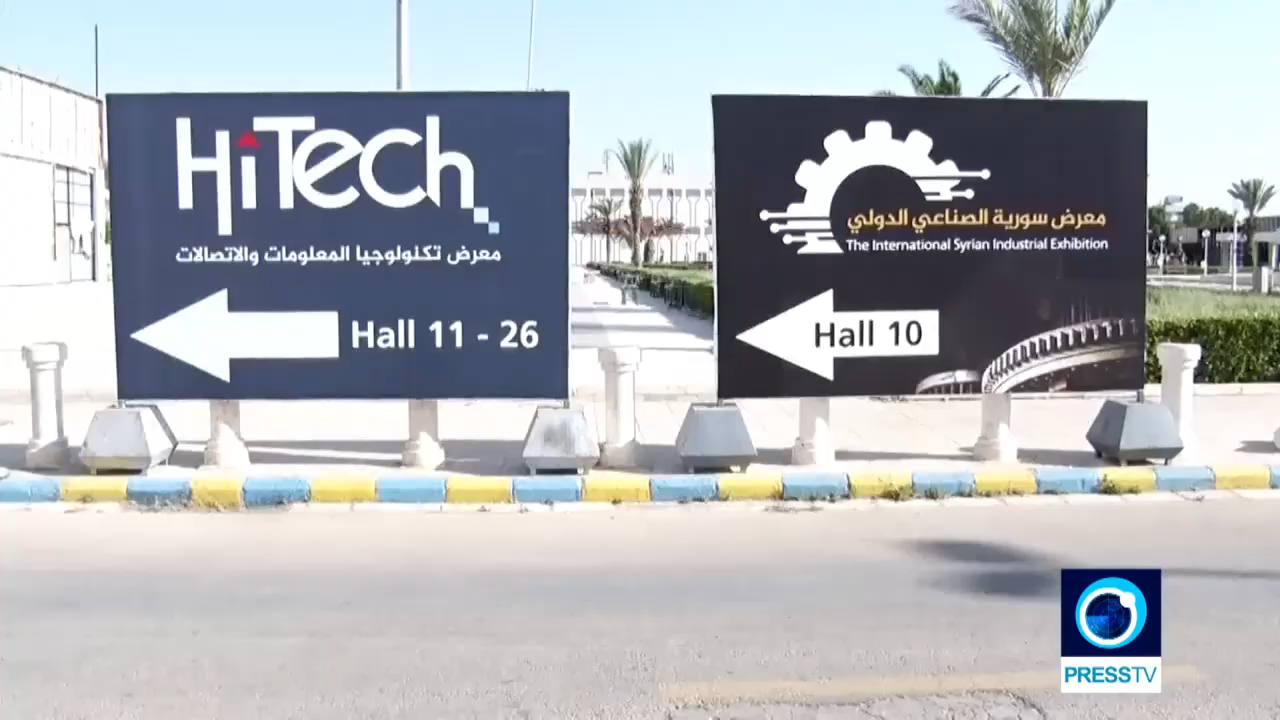 HiTech
معرض تكنولوجيا المعلومات والاتصالات
Hall 11 - 26
معرض سورية الصناعي الدولي
The International Syrian Industrial Exhibition
Hall 10
PRESSTV